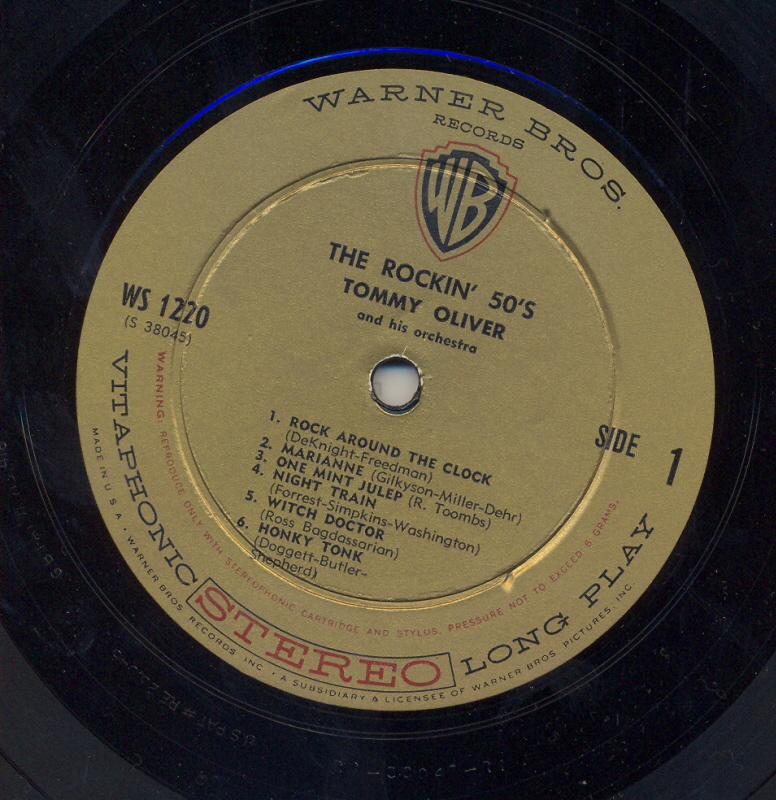 WARNER BROS.
RECORDS
WB
THE ROCKIN' 50'S
TOMMY OLIVER
and his orchestra
WS 1220
(S 38045)
SIDE 1
1. ROCK AROUND THE CLOCK
(DeKnight-Freedman)
2. MARIANNE (Gilkyson-Miller-Dehr)
3. ONE MINT JULEP (R. Toombs)
4. NIGHT TRAIN
(Forrest-Simpkins-Washington)
5. WITCH DOCTOR
(Ross Bagdassarian)
6. HONKY TONK
(Doggett-Butler-
Shepherd)
WARNING: REPRODUCE ONLY WITH STEREOPHONIC CARTRIDGE AND STYLUS. PRESSURE NOT TO EXCEED 6 GRAMS.
VITAPHONIC STEREO LONG PLAY
MADE IN U.S.A. • WARNER BROS. RECORDS, INC. • A SUBSIDIARY & LICENSEE OF WARNER BROS. PICTURES, INC.